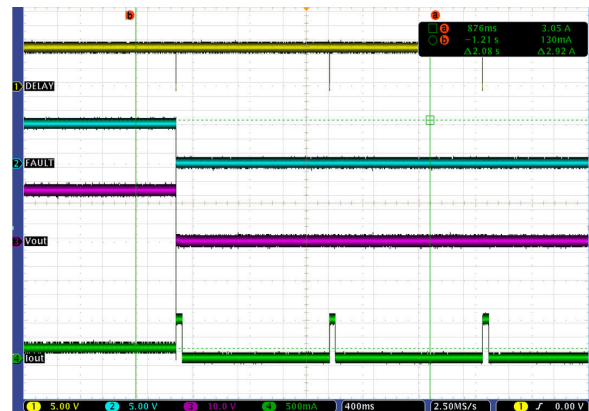 b
a
a 876ms 3.05 A
b −1.21 s 130mA
Δ2.08 s Δ2.92 A
1 DELAY
2 FAULT
3 Vout
4 Iout
1 5.00 V 2 5.00 V 3 10.0 V 4 500mA 400ms 2.50MS/s 1 0.00 V